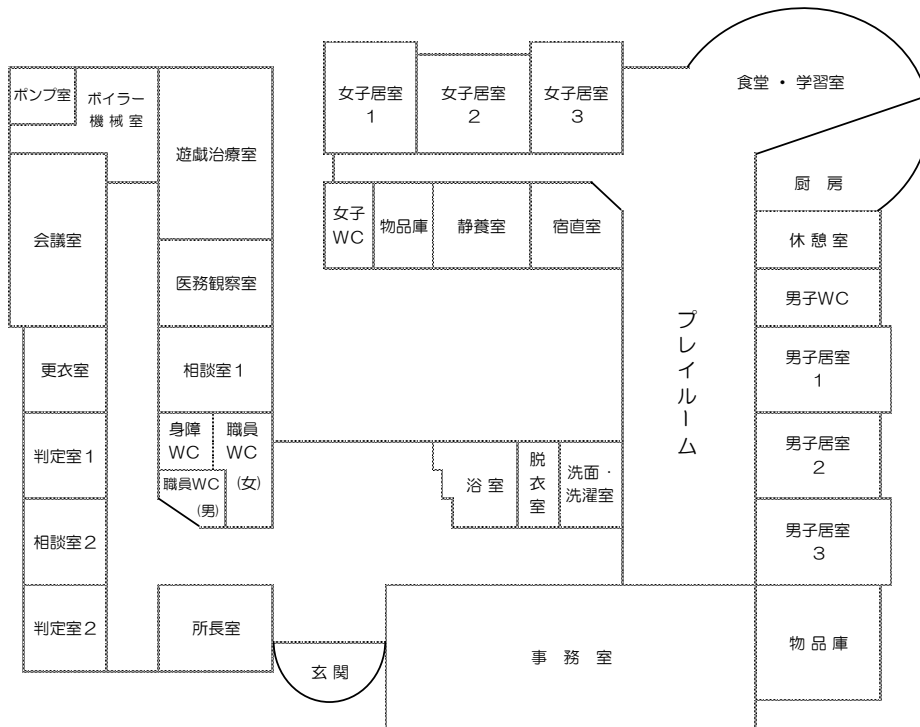 ポンプ室
ボイラー
機械室
遊戯治療室
会議室
医務観察室
更衣室
相談室1
判定室1
身障
WC
職員
WC
(女)
職員WC
(男)
相談室2
判定室2
所長室
玄関
女子居室
1
女子居室
2
女子居室
3
女子
WC
物品庫
静養室
宿直室
浴室
脱衣室
洗面・
洗濯室
事務室
プレイルーム
食堂・学習室
厨房
休憩室
男子WC
男子居室
1
男子居室
2
男子居室
3
物品庫